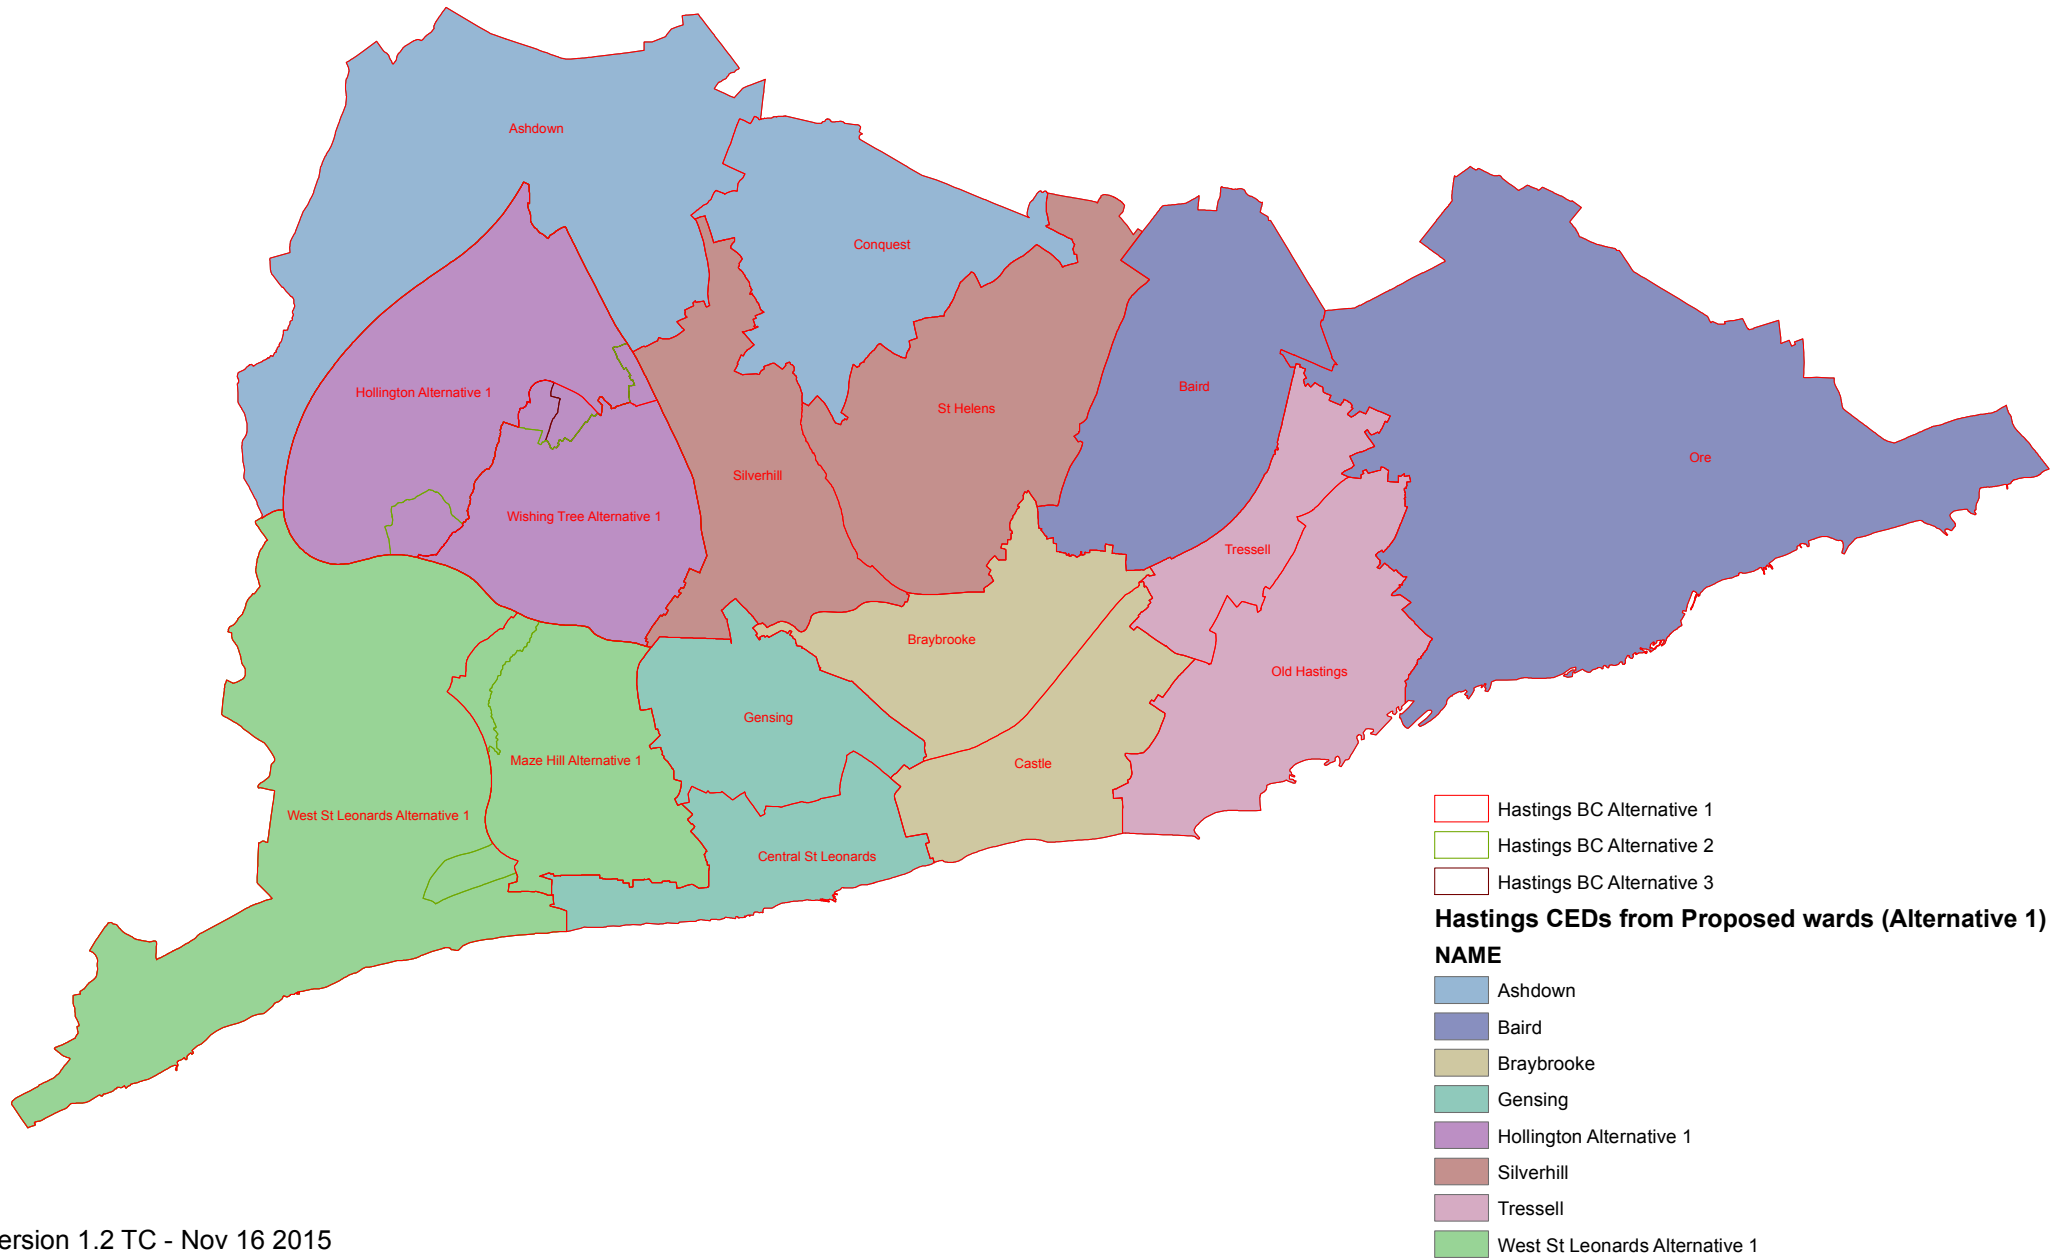 Ashdown
Conquest
Hollington Alternative 1
Baird
St Helens
Ore
Silverhill
Wishing Tree Alternative 1
Tressell
Braybrooke
Old Hastings
Gensing
Maze Hill Alternative 1
Castle
West St Leonards Alternative 1
Central St Leonards
Hastings BC Alternative 1
Hastings BC Alternative 2
Hastings BC Alternative 3
Hastings CEDs from Proposed wards (Alternative 1)
NAME
Ashdown
Baird
Braybrooke
Gensing
Hollington Alternative 1
Silverhill
Tressell
West St Leonards Alternative 1
ersion 1.2 TC - Nov 16 2015